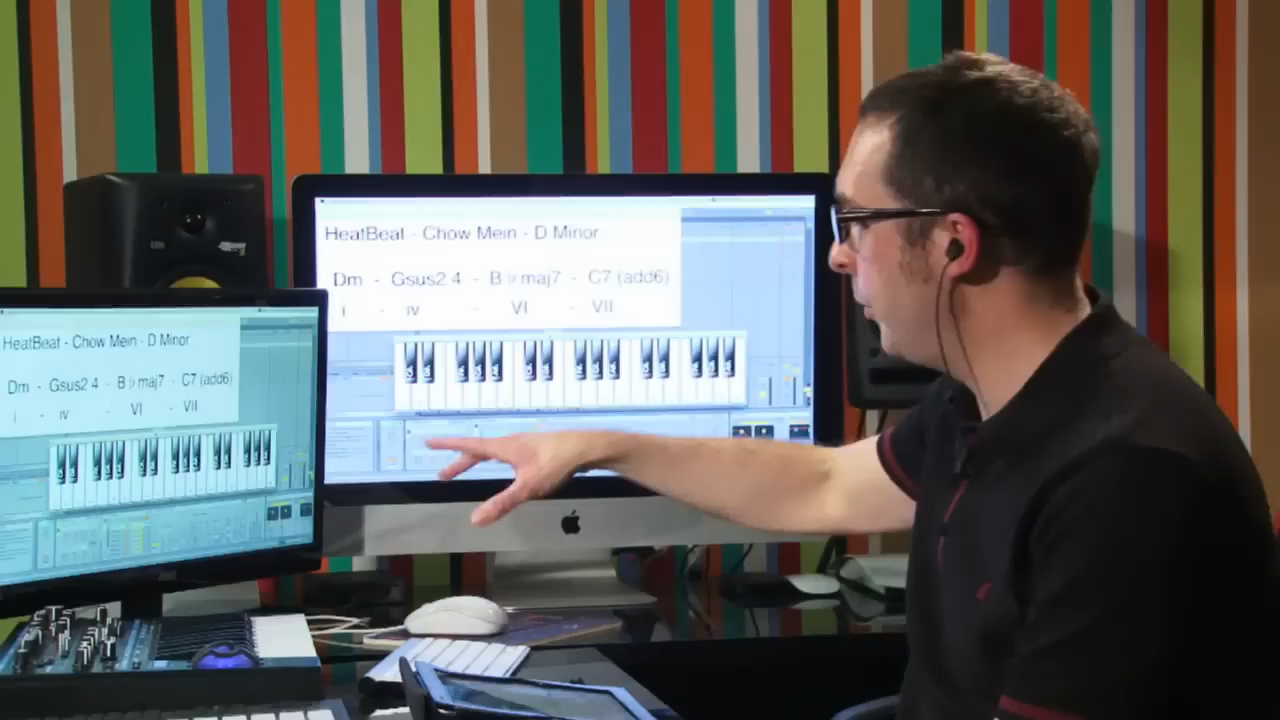 HeatBeat - Chow Mein - D Minor
Dm - Gsus2 4 - B♭maj7 - C7 (add6)
i - iv - VI - VII
HeatBeat - Chow Mein - D Minor
Dm - Gsus2 4 - B♭maj7 - C7 (add6)
i - iv - VI - VII